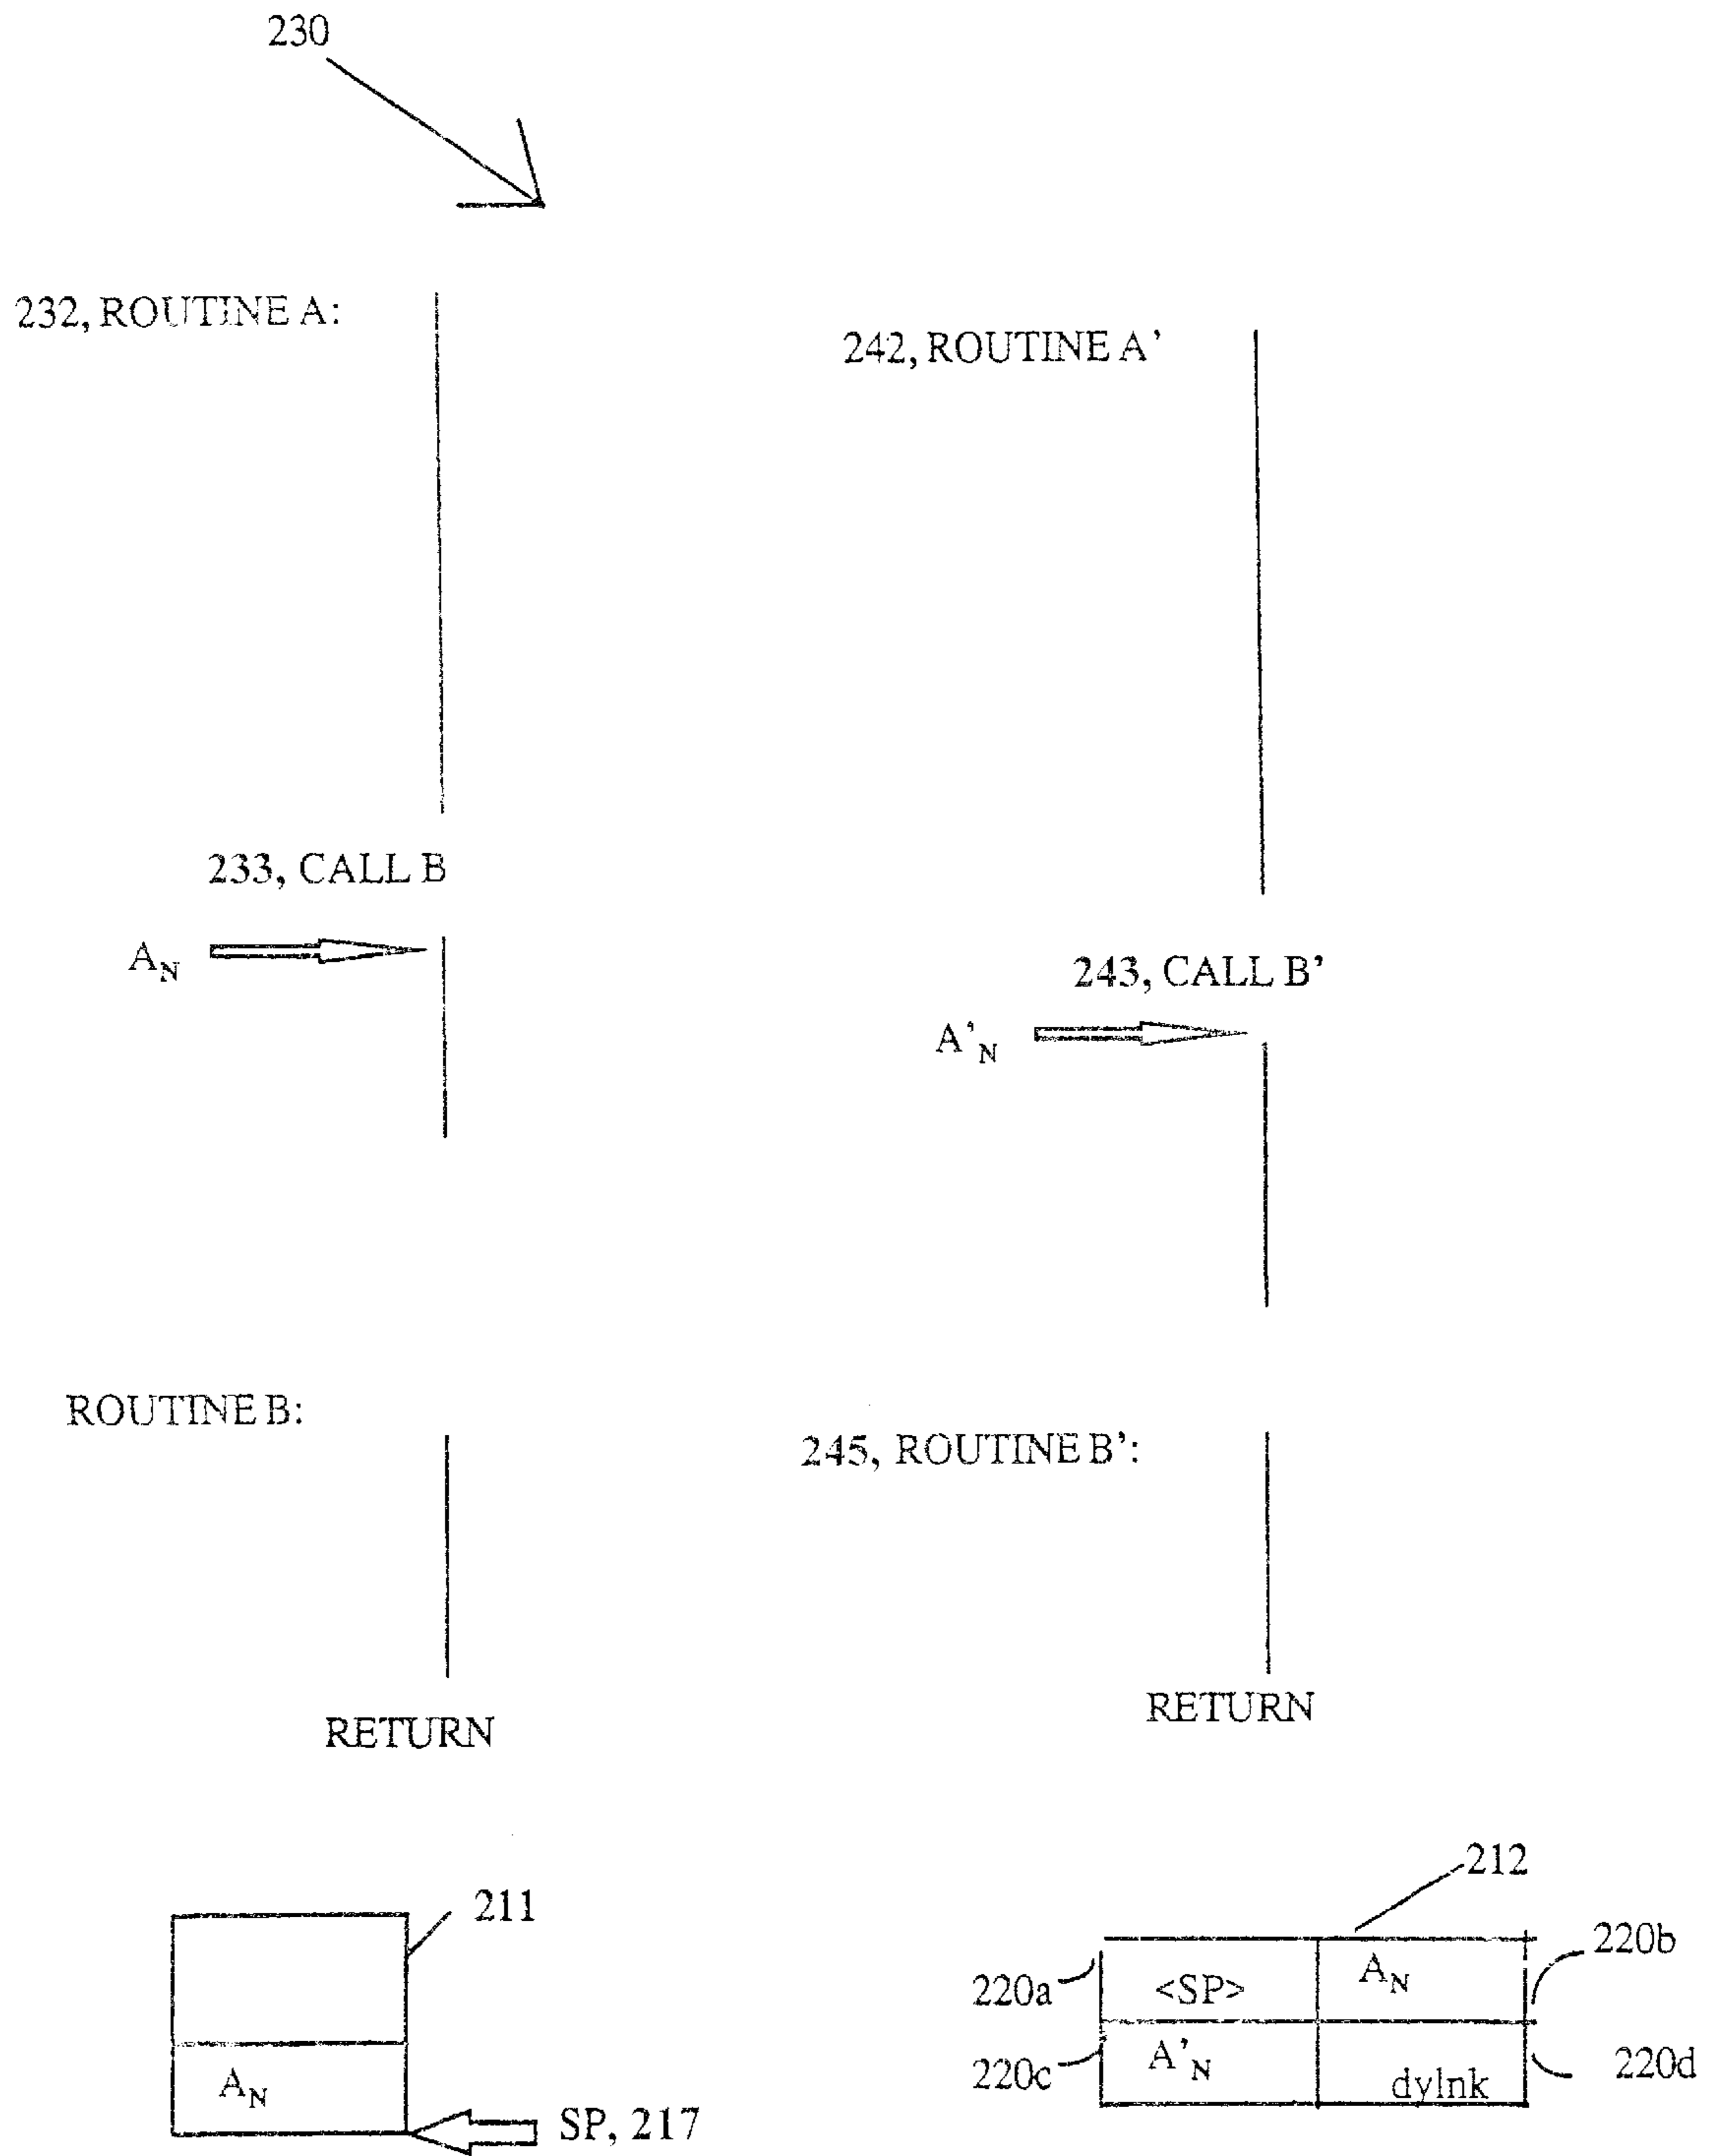 230
232, ROUTINE A:
242, ROUTINE A'
233, CALL B
A_N
243, CALL B'
A'_N
ROUTINE B:
245, ROUTINE B':
RETURN
RETURN
211
212
220a
<SP>
A_N
220b
220c
A'_N
dylnk
220d
A_N
SP, 217